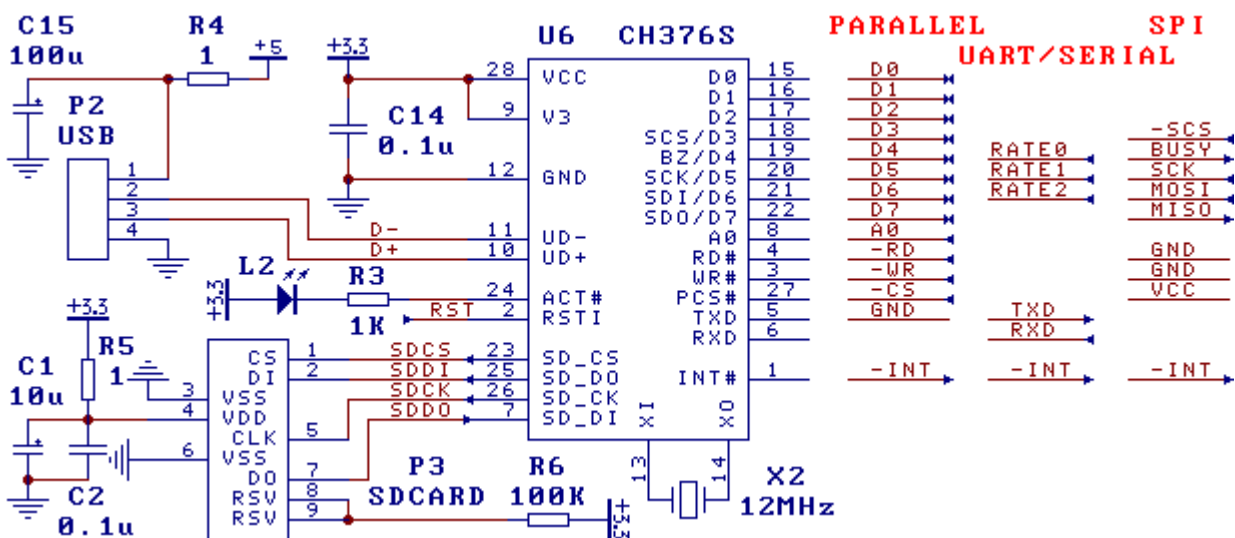 C15
100u
R4
1
+5
P2
USB
1
2
3
4
+3.3
C14
0.1u
D-
D+
L2
R3
1K
+3.3
RST
U6 CH376S
28 VCC
9 V3
12 GND
11 UD-
10 UD+
24 ACT#
2 RSTI
23 SD_CS
25 SD_DO
26 SD_CK
7 SD_DI
D0 15
D1 16
D2 17
SCS/D3 18
BZ/D4 19
SCK/D5 20
SDI/D6 21
SDO/D7 22
A0 8
RD# 4
WR# 3
PCS# 27
TXD 5
RXD 6
INT# 1
XI
XO
13
14
X2
12MHz
PARALLEL
D0
D1
D2
D3
D4
D5
D6
D7
A0
-RD
-WR
-CS
GND
-INT
UART/SERIAL
RATE0
RATE1
RATE2
TXD
RXD
-INT
SPI
-SCS
BUSY
SCK
MOSI
MISO
GND
GND
VCC
-INT
+3.3
R5
1
C1
10u
C2
0.1u
CS 1
DI 2
3 VSS
4 VDD
CLK 5
6 VSS
DO 7
RSV 8
RSV 9
SDCS
SDDI
SDCK
SDDO
P3
SDCARD
R6
100K
+3.3